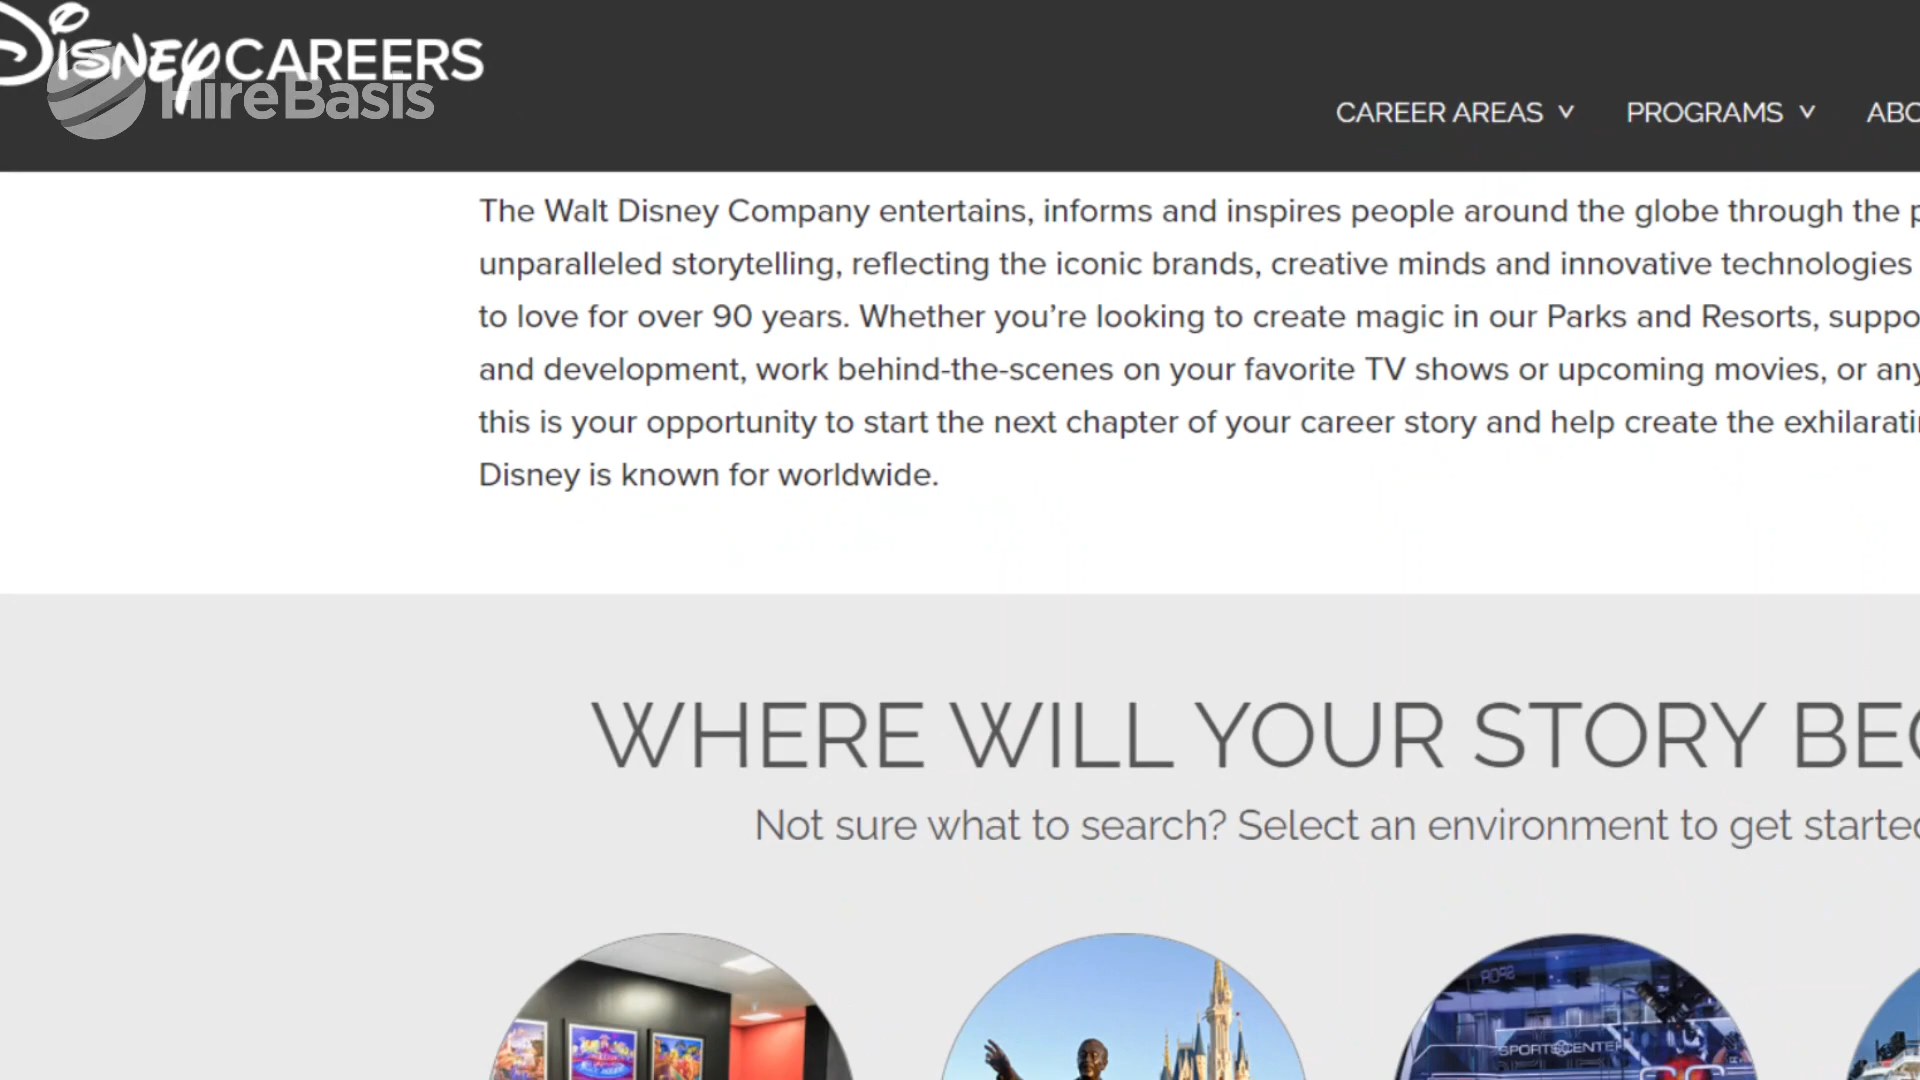 DISNEY CAREERS
HireBasis
CAREER AREAS
PROGRAMS
The Walt Disney Company entertains, informs and inspires people around the globe through the
unparalleled storytelling, reflecting the iconic brands, creative minds and innovative technologies
to love for over 90 years. Whether you’re looking to create magic in our Parks and Resorts, suppo
and development, work behind-the-scenes on your favorite TV shows or upcoming movies, or any
this is your opportunity to start the next chapter of your career story and help create the exhilarati
Disney is known for worldwide.
WHERE WILL YOUR STORY BEG
Not sure what to search? Select an environment to get started
SPORTSCENTER